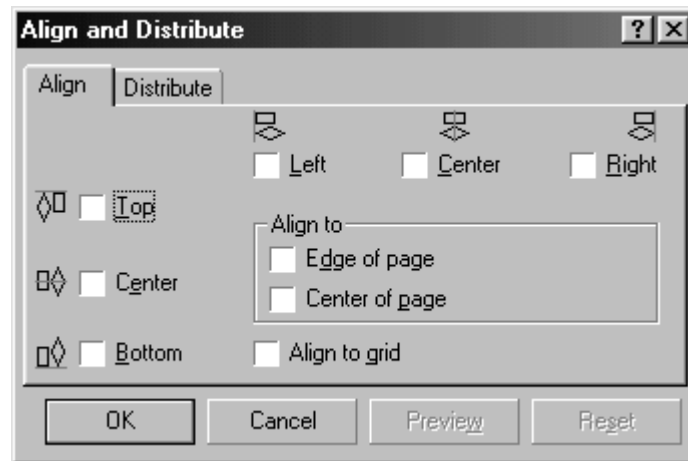 Align and Distribute
Align Distribute
Left Center Right
Top
Align to
Edge of page
Center
Center of page
Bottom Align to grid
OK Cancel Preview Reset